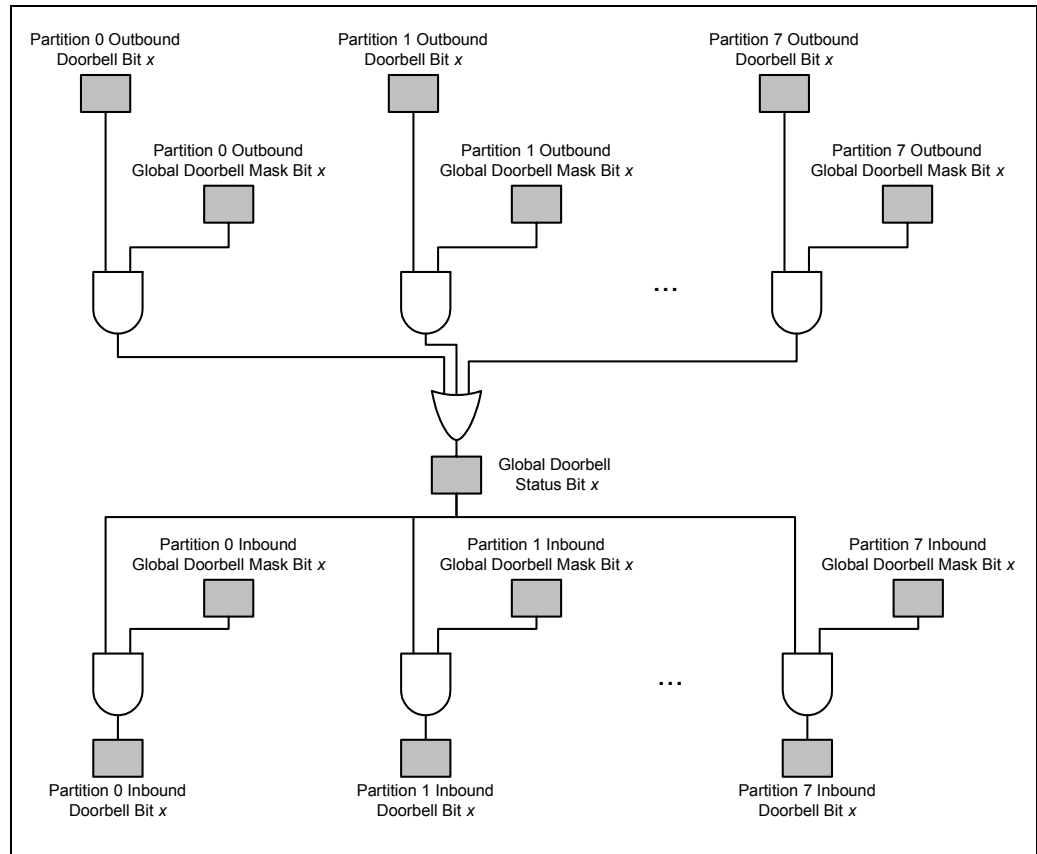 Partition 0 Outbound
Doorbell Bit x
Partition 1 Outbound
Doorbell Bit x
Partition 7 Outbound
Doorbell Bit x
Partition 0 Outbound
Global Doorbell Mask Bit x
Partition 1 Outbound
Global Doorbell Mask Bit x
Partition 7 Outbound
Global Doorbell Mask Bit x
...
Global Doorbell
Status Bit x
Partition 0 Inbound
Global Doorbell Mask Bit x
Partition 1 Inbound
Global Doorbell Mask Bit x
Partition 7 Inbound
Global Doorbell Mask Bit x
...
Partition 0 Inbound
Doorbell Bit x
Partition 1 Inbound
Doorbell Bit x
Partition 7 Inbound
Doorbell Bit x